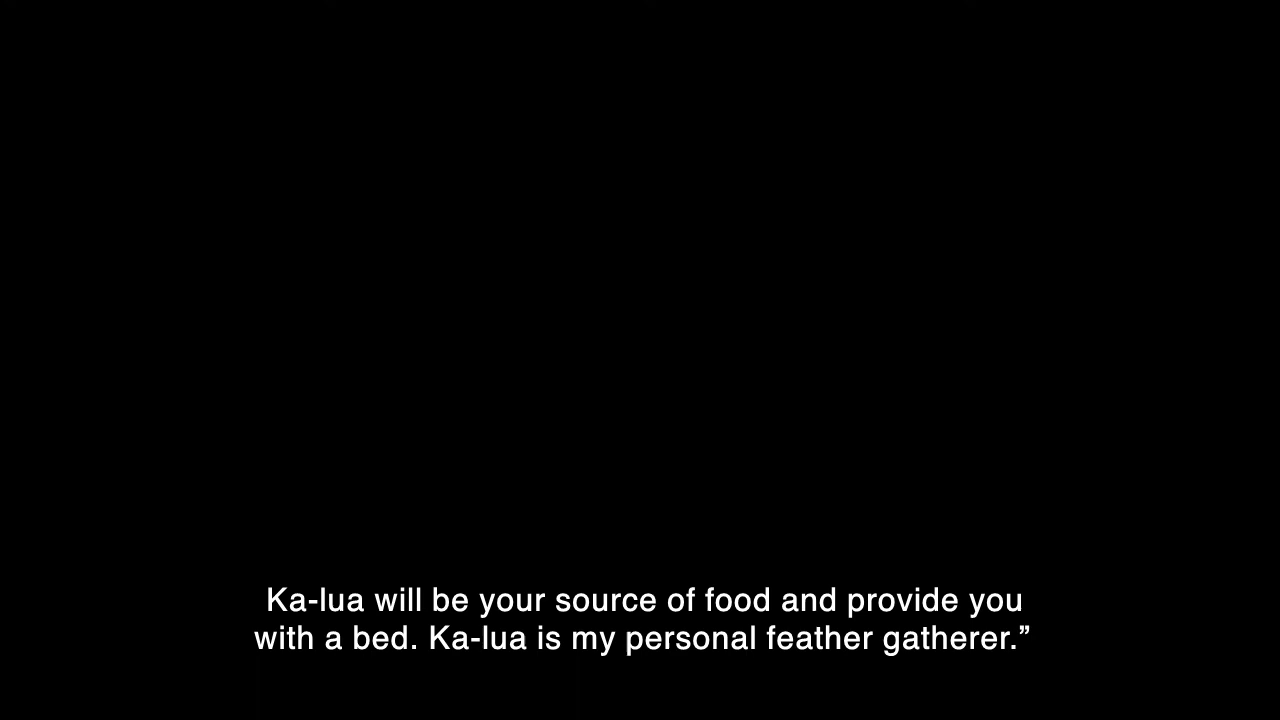 Ka-lua will be your source of food and provide you
with a bed. Ka-lua is my personal feather gatherer.”